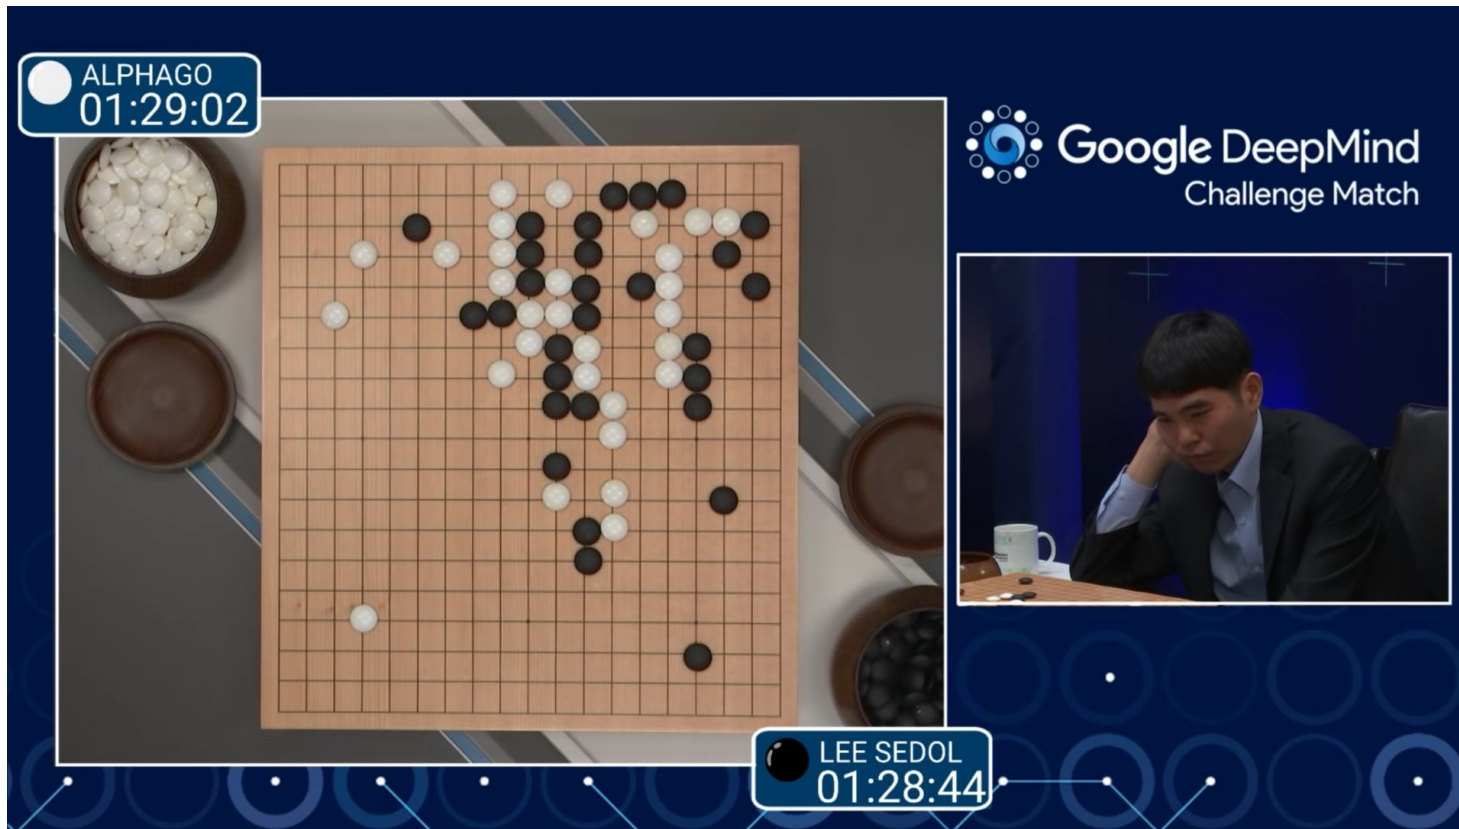 ALPHAGO
01:29:02
Google DeepMind
Challenge Match
LEE SEDOL
01:28:44